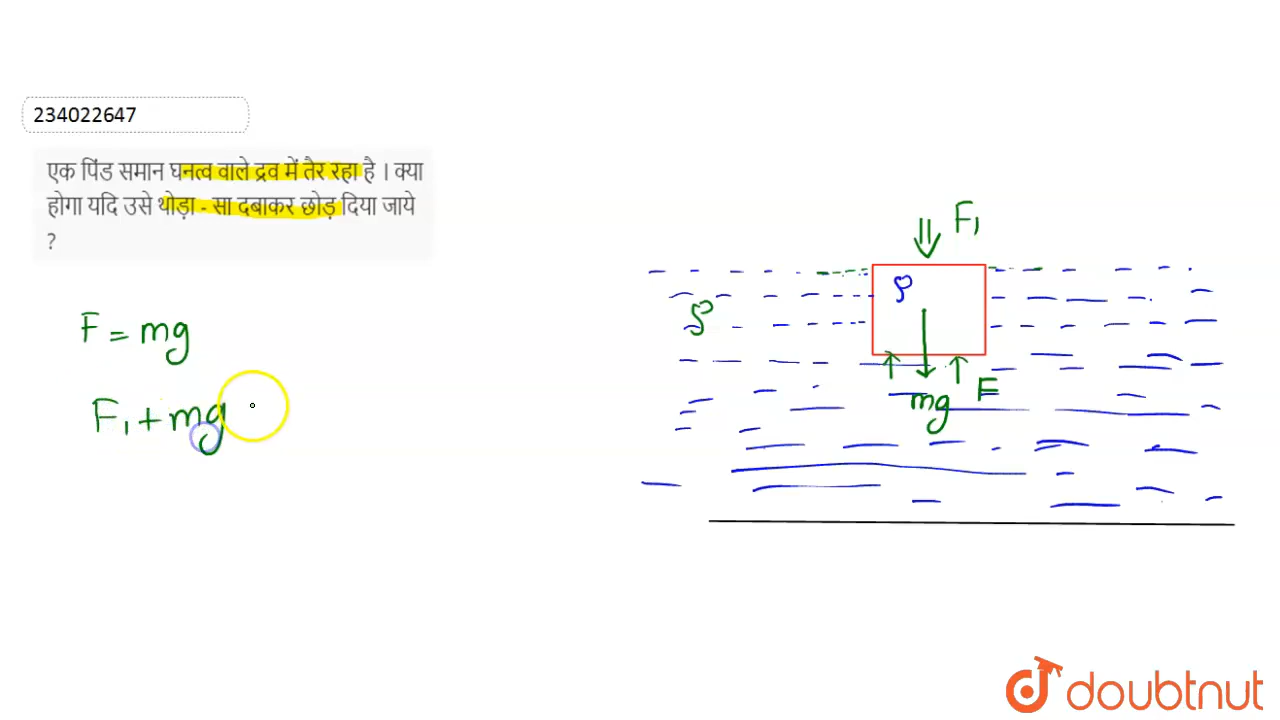 234022647
एक पिंड समान घनत्व वाले द्रव में तैर रहा है । क्या
होगा यदि उसे थोड़ा - सा दबाकर छोड़ दिया जाये
?
F = mg
F₁ + mg
F₁
ρ
ρ
mg
F
doubtnut